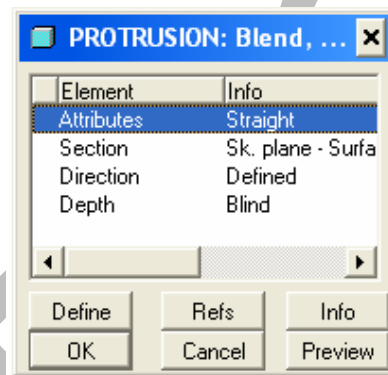 PROTRUSION: Blend, ...
Element Info
Attributes Straight
Section Sk. plane - Surfa
Direction Defined
Depth Blind
Define Refs Info
OK Cancel Preview